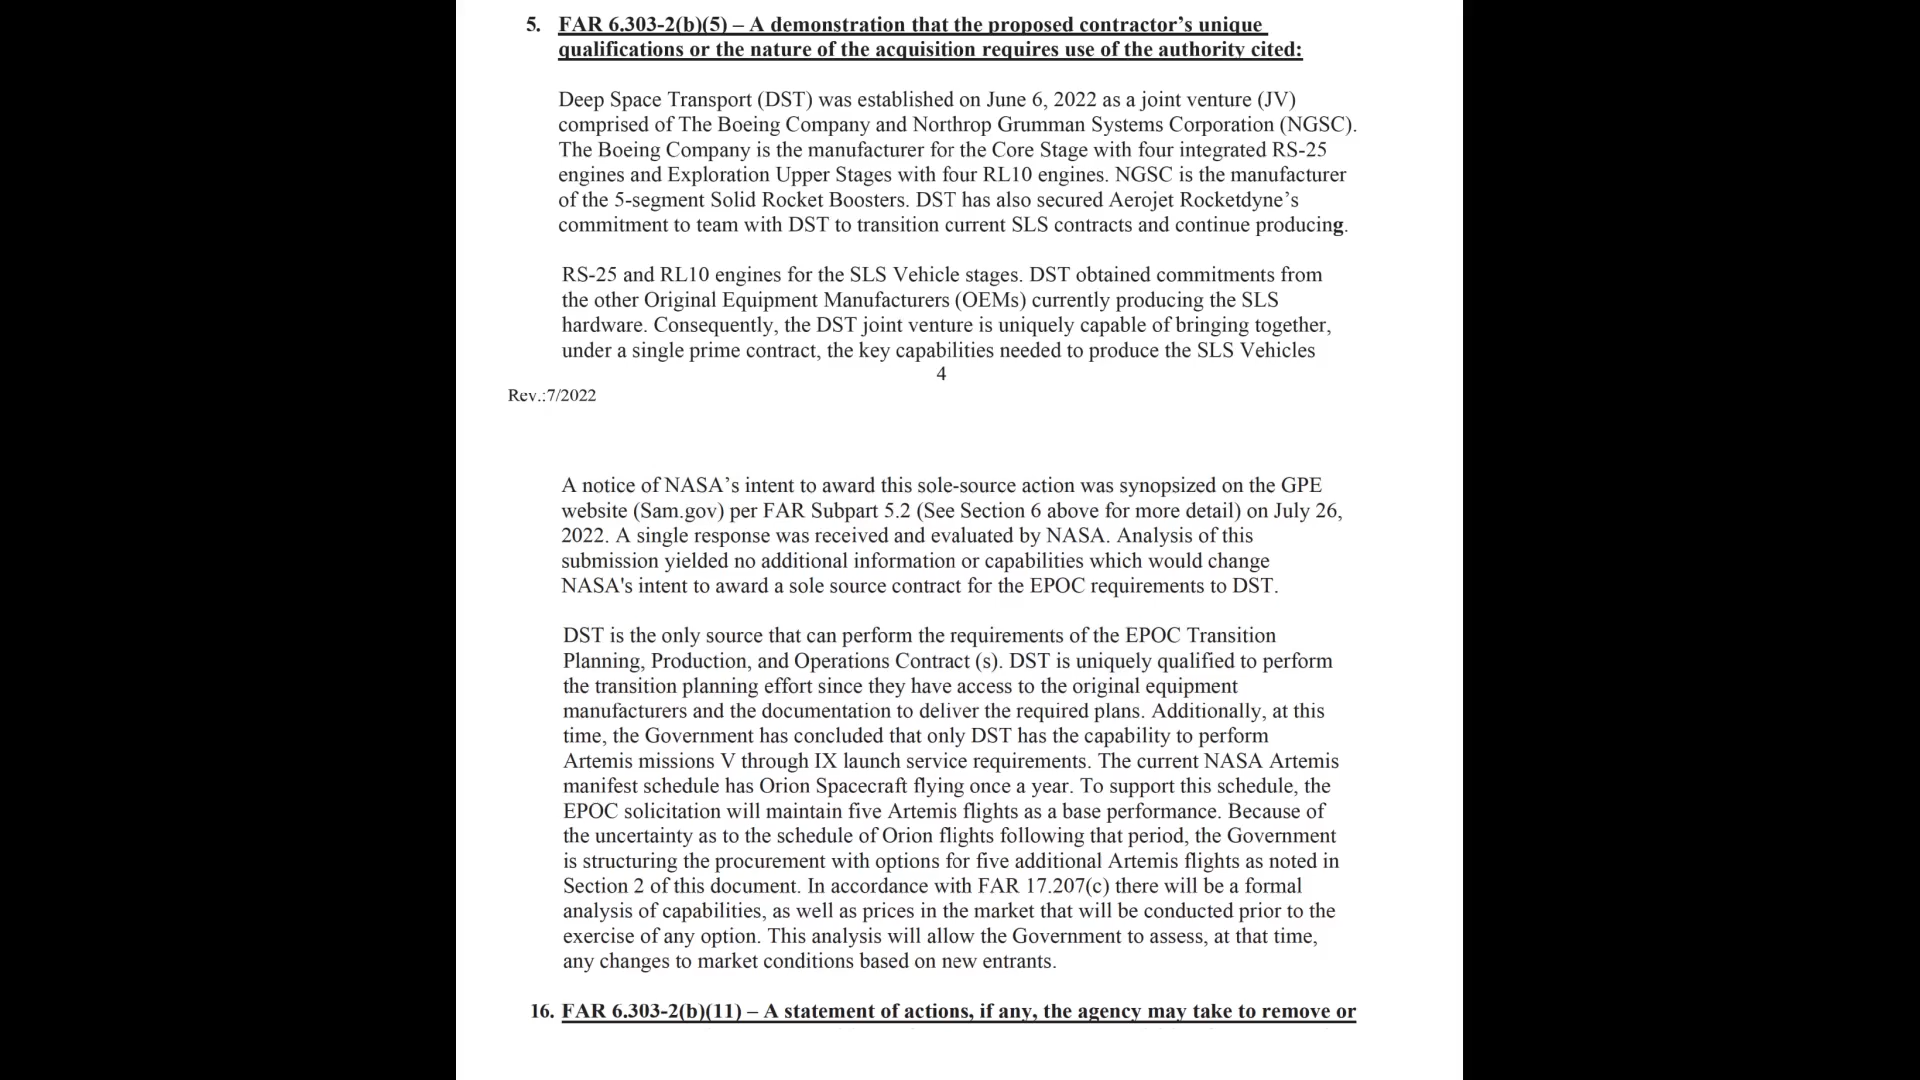 5. FAR 6.303-2(b)(5) – A demonstration that the proposed contractor’s unique
qualifications or the nature of the acquisition requires use of the authority cited:
Deep Space Transport (DST) was established on June 6, 2022 as a joint venture (JV)
comprised of The Boeing Company and Northrop Grumman Systems Corporation (NGSC).
The Boeing Company is the manufacturer for the Core Stage with four integrated RS-25
engines and Exploration Upper Stages with four RL10 engines. NGSC is the manufacturer
of the 5-segment Solid Rocket Boosters. DST has also secured Aerojet Rocketdyne’s
commitment to team with DST to transition current SLS contracts and continue producing.
RS-25 and RL10 engines for the SLS Vehicle stages. DST obtained commitments from
the other Original Equipment Manufacturers (OEMs) currently producing the SLS
hardware. Consequently, the DST joint venture is uniquely capable of bringing together,
under a single prime contract, the key capabilities needed to produce the SLS Vehicles
4
Rev.:7/2022
A notice of NASA’s intent to award this sole-source action was synopsized on the GPE
website (Sam.gov) per FAR Subpart 5.2 (See Section 6 above for more detail) on July 26,
2022. A single response was received and evaluated by NASA. Analysis of this
submission yielded no additional information or capabilities which would change
NASA's intent to award a sole source contract for the EPOC requirements to DST.
DST is the only source that can perform the requirements of the EPOC Transition
Planning, Production, and Operations Contract (s). DST is uniquely qualified to perform
the transition planning effort since they have access to the original equipment
manufacturers and the documentation to deliver the required plans. Additionally, at this
time, the Government has concluded that only DST has the capability to perform
Artemis missions V through IX launch service requirements. The current NASA Artemis
manifest schedule has Orion Spacecraft flying once a year. To support this schedule, the
EPOC solicitation will maintain five Artemis flights as a base performance. Because of
the uncertainty as to the schedule of Orion flights following that period, the Government
is structuring the procurement with options for five additional Artemis flights as noted in
Section 2 of this document. In accordance with FAR 17.207(c) there will be a formal
analysis of capabilities, as well as prices in the market that will be conducted prior to the
exercise of any option. This analysis will allow the Government to assess, at that time,
any changes to market conditions based on new entrants.
16. FAR 6.303-2(b)(11) – A statement of actions, if any, the agency may take to remove or